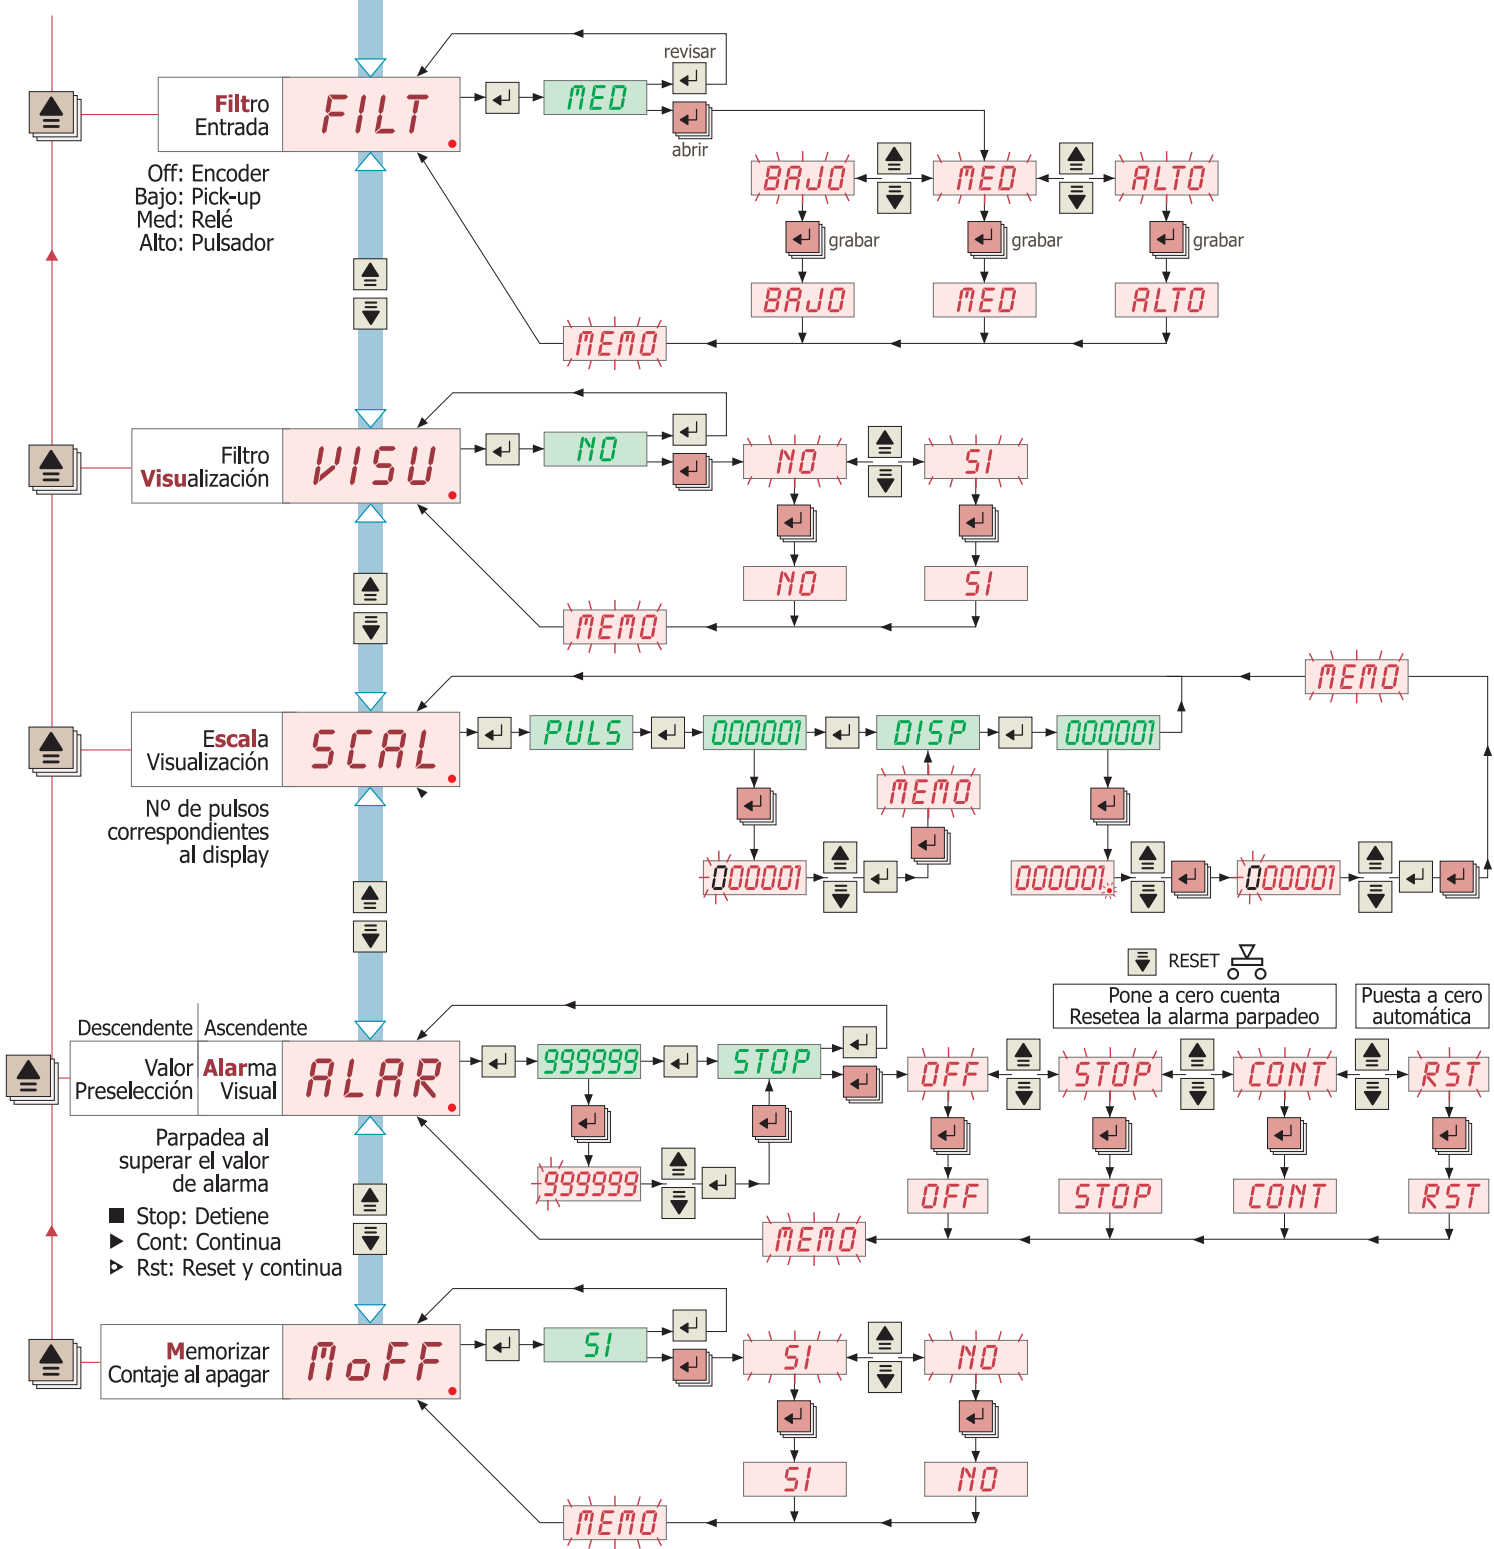 revisar
Filtro
Entrada
FILT
MED
abrir
Off: Encoder
Bajo: Pick-up
Med: Relé
Alto: Pulsador
BAJO
MED
ALTO
grabar
grabar
grabar
BAJO
MED
ALTO
MEMO
Filtro
Visualización
VISU
NO
NO
SI
NO
SI
MEMO
MEMO
Escala
Visualización
SCAL
PULS
000001
DISP
000001
MEMO
Nº de pulsos
correspondientes
al display
000001
000001
000001
RESET
Pone a cero cuenta
Resetea la alarma parpadeo
Puesta a cero
automática
Descendente
Ascendente
Valor
Preselección
Alarma
Visual
ALAR
999999
STOP
OFF
STOP
CONT
RST
Parpadea al
superar el valor
de alarma
999999
OFF
STOP
CONT
RST
Stop: Detiene
Cont: Continua
Rst: Reset y continua
MEMO
Memorizar
Contaje al apagar
MoFF
SI
SI
NO
SI
NO
MEMO